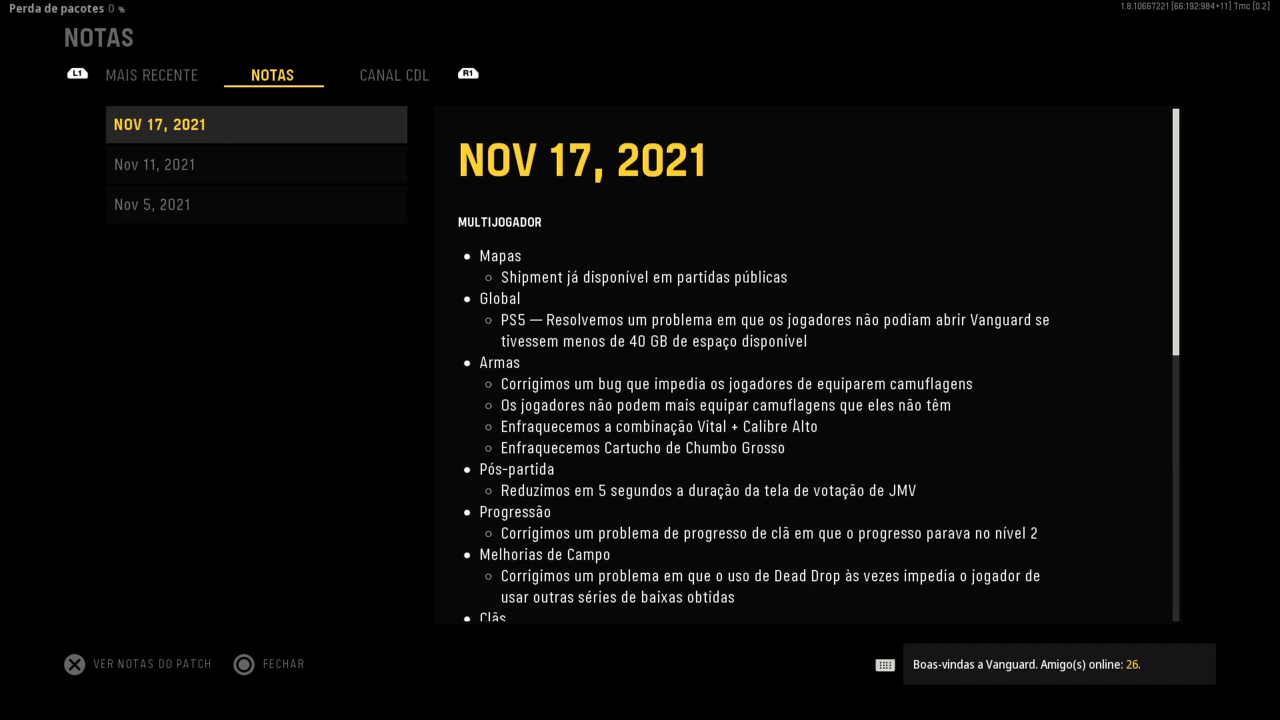 Perda de pacotes 0 %
1.8.10667221 [66:192:984+11] Tmc [0.2]
NOTAS
L1
MAIS RECENTE
NOTAS
CANAL CDL
R1
NOV 17, 2021
Nov 11, 2021
Nov 5, 2021
NOV 17, 2021
MULTIJOGADOR
Mapas
Shipment já disponível em partidas públicas
Global
PS5 — Resolvemos um problema em que os jogadores não podiam abrir Vanguard se
tivessem menos de 40 GB de espaço disponível
Armas
Corrigimos um bug que impedia os jogadores de equiparem camuflagens
Os jogadores não podem mais equipar camuflagens que eles não têm
Enfraquecemos a combinação Vital + Calibre Alto
Enfraquecemos Cartucho de Chumbo Grosso
Pós-partida
Reduzimos em 5 segundos a duração da tela de votação de JMV
Progressão
Corrigimos um problema de progresso de clã em que o progresso parava no nível 2
Melhorias de Campo
Corrigimos um problema em que o uso de Dead Drop às vezes impedia o jogador de
usar outras séries de baixas obtidas
Clãs
VER NOTAS DO PATCH
FECHAR
Boas-vindas a Vanguard. Amigo(s) online: 26.